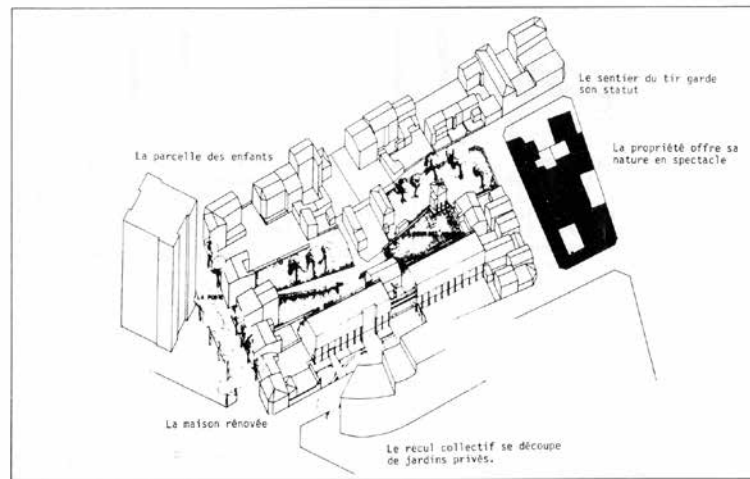 Le sentier du tir garde
son statut
La propriété offre sa
nature en spectacle
La parcelle des enfants
La maison rénovée
Le recul collectif se découpe
de jardins privés.